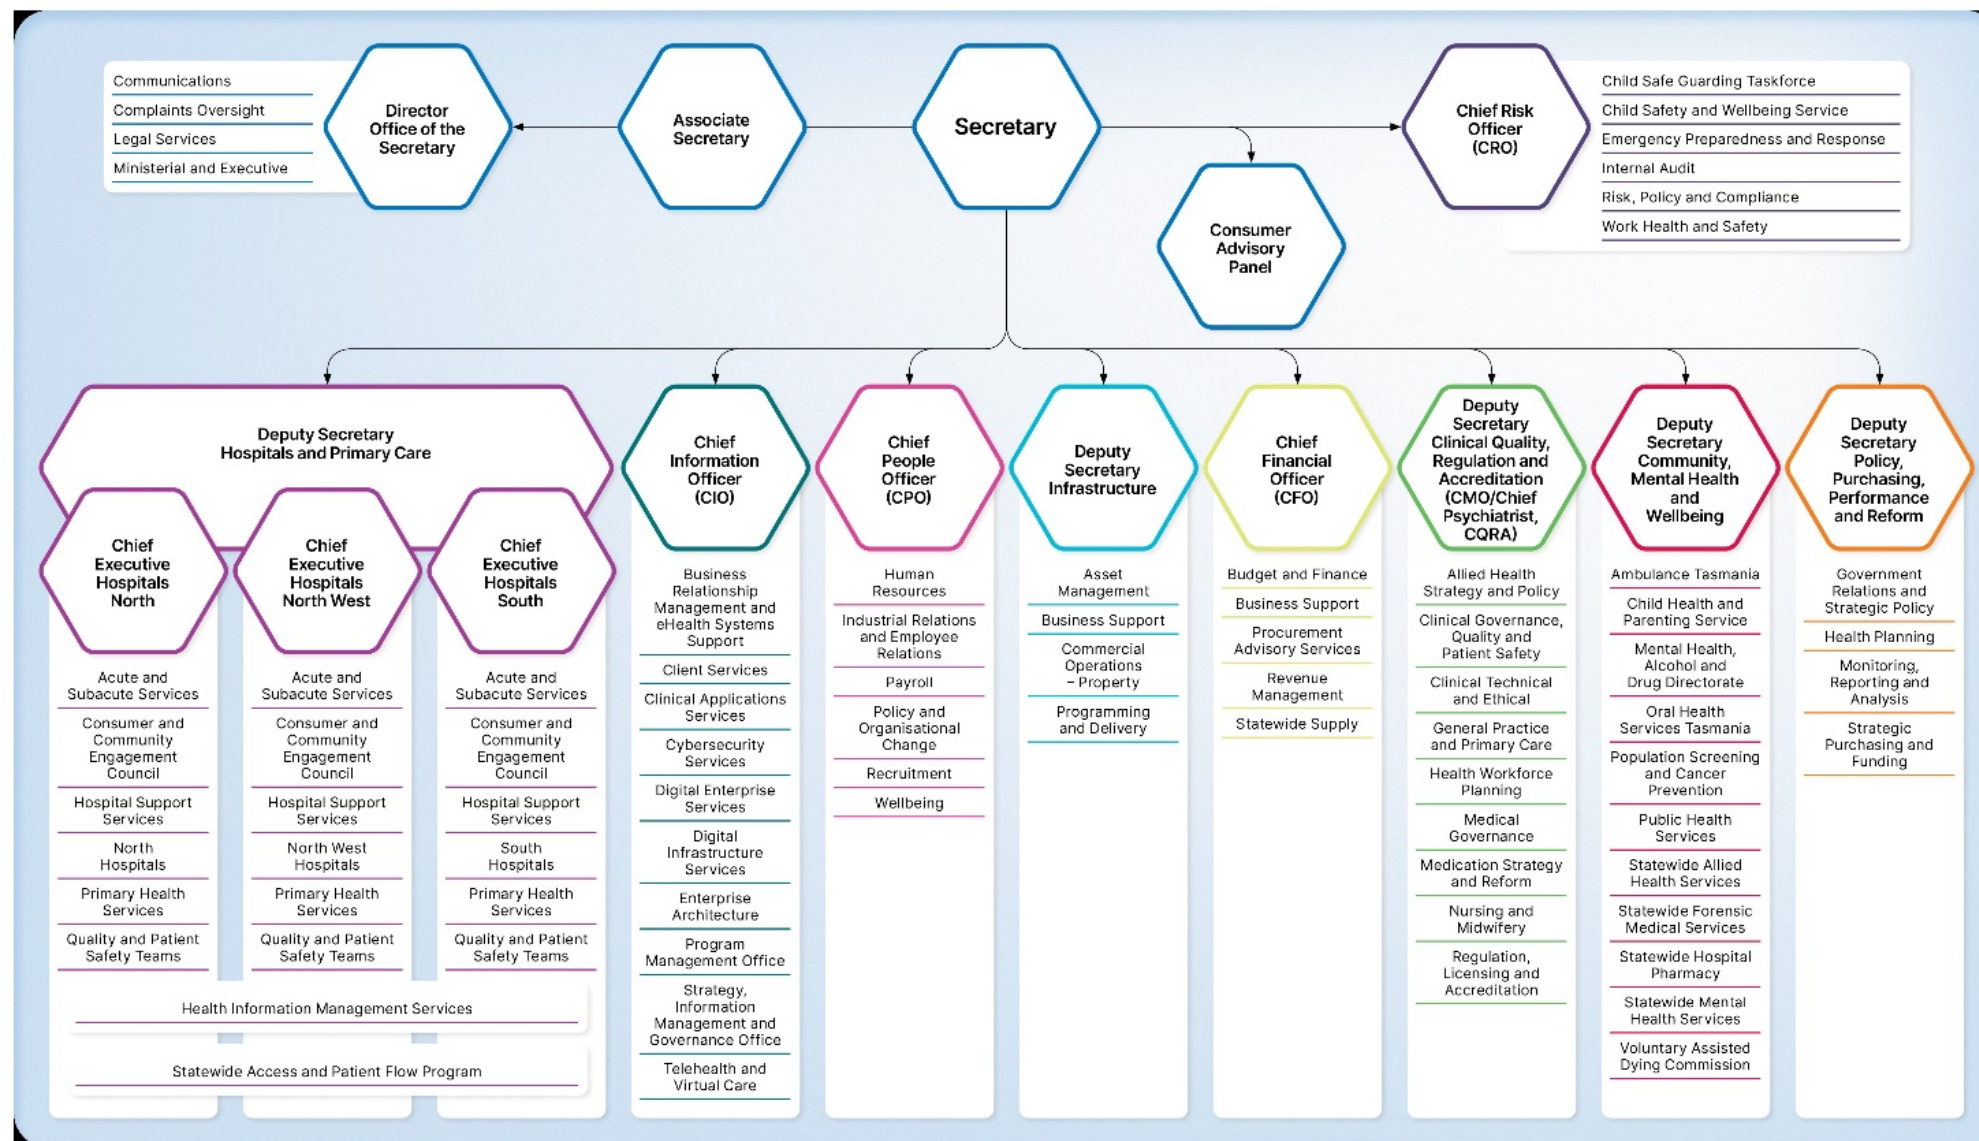 Communications
Complaints Oversight
Legal Services
Ministerial and Executive
Director
Office of the
Secretary
Associate
Secretary
Secretary
Consumer
Advisory
Panel
Chief Risk
Officer
(CRO)
Child Safe Guarding Taskforce
Child Safety and Wellbeing Service
Emergency Preparedness and Response
Internal Audit
Risk, Policy and Compliance
Work Health and Safety
Deputy Secretary
Hospitals and Primary Care
Chief
Executive
Hospitals
North
Acute and
Subacute Services
Consumer and
Community
Engagement
Council
Hospital Support
Services
North
Hospitals
Primary Health
Services
Quality and Patient
Safety Teams
Chief
Executive
Hospitals
North West
Acute and
Subacute Services
Consumer and
Community
Engagement
Council
Hospital Support
Services
North West
Hospitals
Primary Health
Services
Quality and Patient
Safety Teams
Chief
Executive
Hospitals
South
Acute and
Subacute Services
Consumer and
Community
Engagement
Council
Hospital Support
Services
South
Hospitals
Primary Health
Services
Quality and Patient
Safety Teams
Health Information Management Services
Statewide Access and Patient Flow Program
Chief
Information
Officer
(CIO)
Business
Relationship
Management and
eHealth Systems
Support
Client Services
Clinical Applications
Services
Cybersecurity
Services
Digital Enterprise
Services
Digital
Infrastructure
Services
Enterprise
Architecture
Program
Management Office
Strategy,
Information
Management and
Governance Office
Telehealth and
Virtual Care
Chief
People
Officer
(CPO)
Human
Resources
Industrial Relations
and Employee
Relations
Payroll
Policy and
Organisational
Change
Recruitment
Wellbeing
Deputy
Secretary
Infrastructure
Asset
Management
Business Support
Commercial
Operations
– Property
Programming
and Delivery
Chief
Financial
Officer
(CFO)
Budget and Finance
Business Support
Procurement
Advisory Services
Revenue
Management
Statewide Supply
Deputy
Secretary
Clinical Quality,
Regulation and
Accreditation
(CMO/Chief
Psychiatrist,
CQRA)
Allied Health
Strategy and Policy
Clinical Governance,
Quality and
Patient Safety
Clinical Technical
and Ethical
General Practice
and Primary Care
Health Workforce
Planning
Medical
Governance
Medication Strategy
and Reform
Nursing and
Midwifery
Regulation,
Licensing and
Accreditation
Deputy
Secretary
Community,
Mental Health
and
Wellbeing
Ambulance Tasmania
Child Health and
Parenting Service
Mental Health,
Alcohol and
Drug Directorate
Oral Health
Services Tasmania
Population Screening
and Cancer
Prevention
Public Health
Services
Statewide Allied
Health Services
Statewide Forensic
Medical Services
Statewide Hospital
Pharmacy
Statewide Mental
Health Services
Voluntary Assisted
Dying Commission
Deputy
Secretary
Policy,
Purchasing,
Performance
and Reform
Government
Relations and
Strategic Policy
Health Planning
Monitoring,
Reporting and
Analysis
Strategic
Purchasing and
Funding